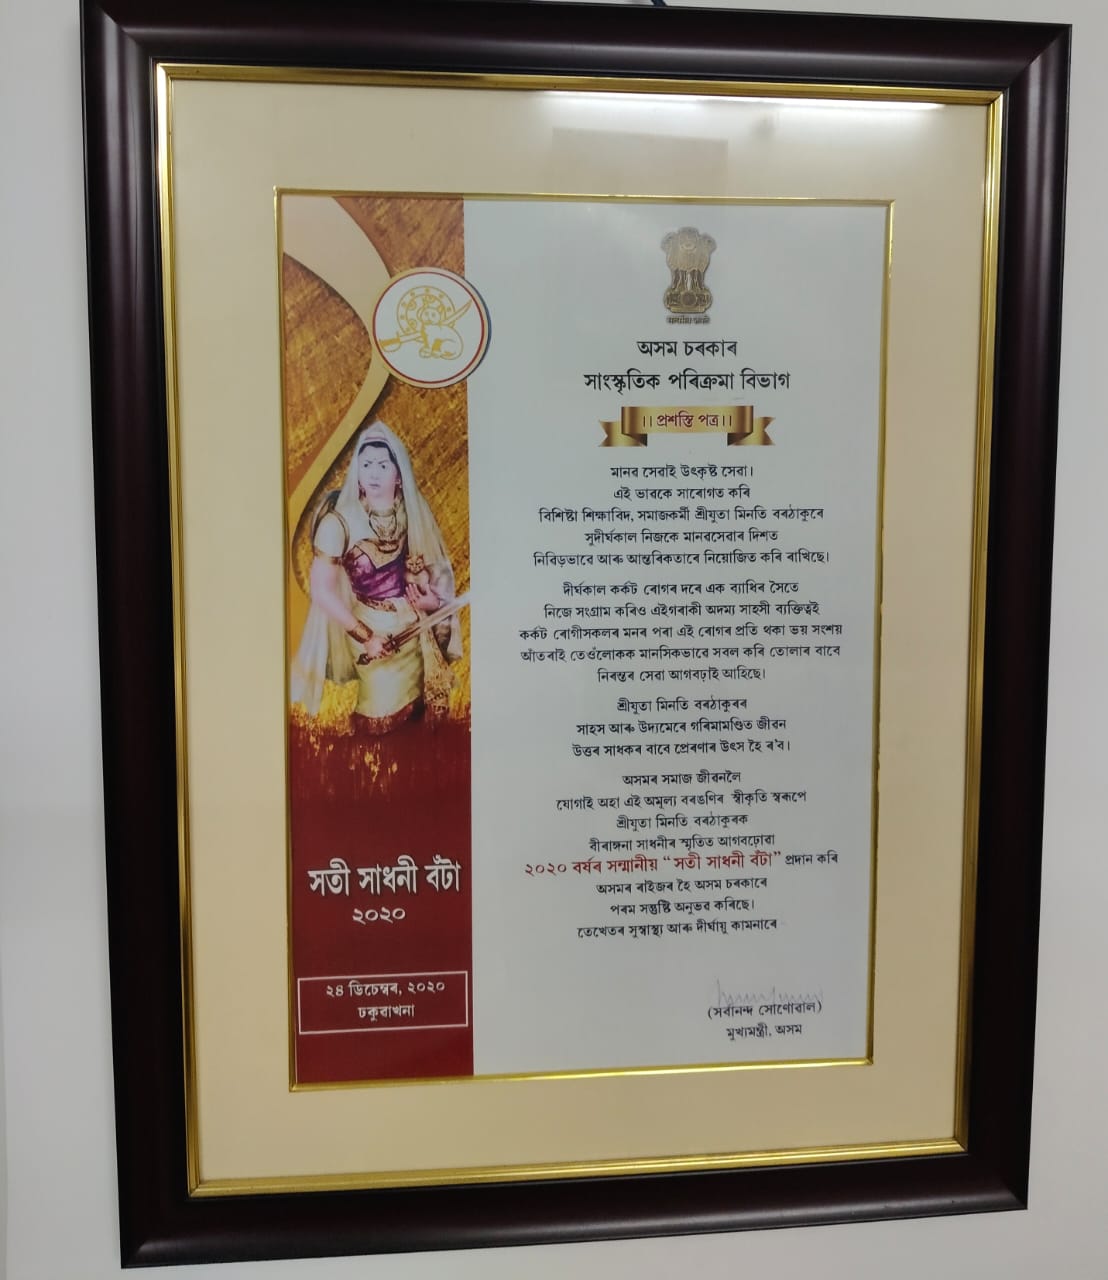 অসম চৰকাৰ
সাংস্কৃতিক পৰিক্ৰমা বিভাগ
।। প্ৰশস্তি পত্ৰ।।
মানৱ সেৱাই উৎকৃষ্ট সেৱা।
এই ভাৱকে সাৰোগত কৰি
বিশিষ্টা শিক্ষাবিদ, সমাজকৰ্মী শ্ৰীযুতা মিনতি বৰঠাকুৰে
সুদীৰ্ঘকাল নিজকে মানৱসেৱাৰ দিশত
নিবিড়ভাৱে আৰু আন্তৰিকতাৰে নিয়োজিত কৰি ৰাখিছে।
দীৰ্ঘকাল কৰ্কট ৰোগৰ দৰে এক ব্যাধিৰ সৈতে
নিজে সংগ্ৰাম কৰিও এইগৰাকী অদম্য সাহসী ব্যক্তিত্বই
কৰ্কট ৰোগীসকলৰ মনৰ পৰা এই ৰোগৰ প্ৰতি থকা ভয় সংশয়
আঁতৰাই তেওঁলোকক মানসিকভাৱে সবল কৰি তোলাৰ বাবে
নিৰন্তৰ সেৱা আগবঢ়াই আহিছে।
শ্ৰীযুতা মিনতি বৰঠাকুৰৰ
সাহস আৰু উদ্যমেৰে গৰিমামণ্ডিত জীৱন
উত্তৰ সাধকৰ বাবে প্ৰেৰণাৰ উৎস হৈ ৰ'ব।
অসমৰ সমাজ জীৱনলৈ
যোগাই অহা এই অমূল্য বৰঙণিৰ স্বীকৃতি স্বৰূপে
শ্ৰীযুতা মিনতি বৰঠাকুৰক
বীৰাঙ্গনা সাধনীৰ স্মৃতিত আগবঢ়োৱা
২০২০ বৰ্ষৰ সন্মানীয় “সতী সাধনী বঁটা” প্ৰদান কৰি
অসমৰ ৰাইজৰ হৈ অসম চৰকাৰে
পৰম সন্তুষ্টি অনুভৱ কৰিছে।
তেখেতৰ সুস্বাস্থ্য আৰু দীৰ্ঘায়ু কামনাৰে
(সৰ্বানন্দ সোণোৱাল)
মুখ্যমন্ত্ৰী, অসম
সতী সাধনী বঁটা
২০২০
২৪ ডিচেম্বৰ, ২০২০
ঢকুৱাখনা